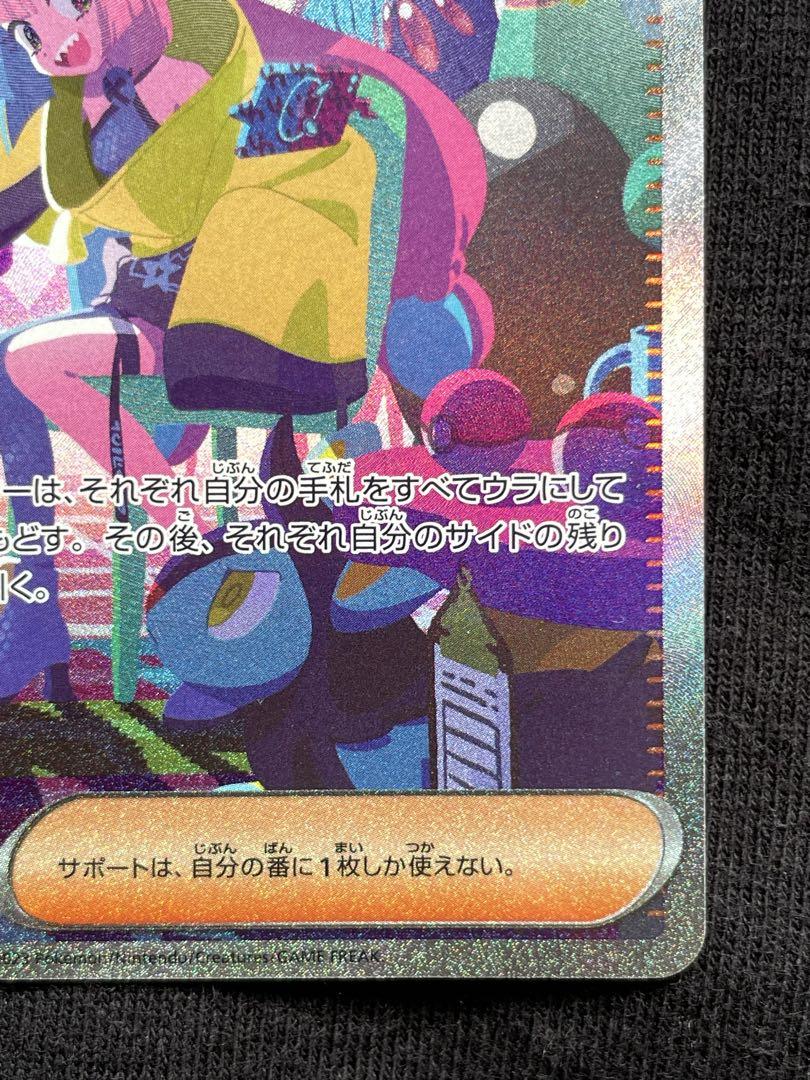 ーは、それぞれ自分の手札をすべてウラにして
もどす。その後、それぞれ自分のサイドの残り
引く。
サポートは、自分の番に1枚しか使えない。
023 Pokémon/Nintendo/Creatures/GAME FREAK